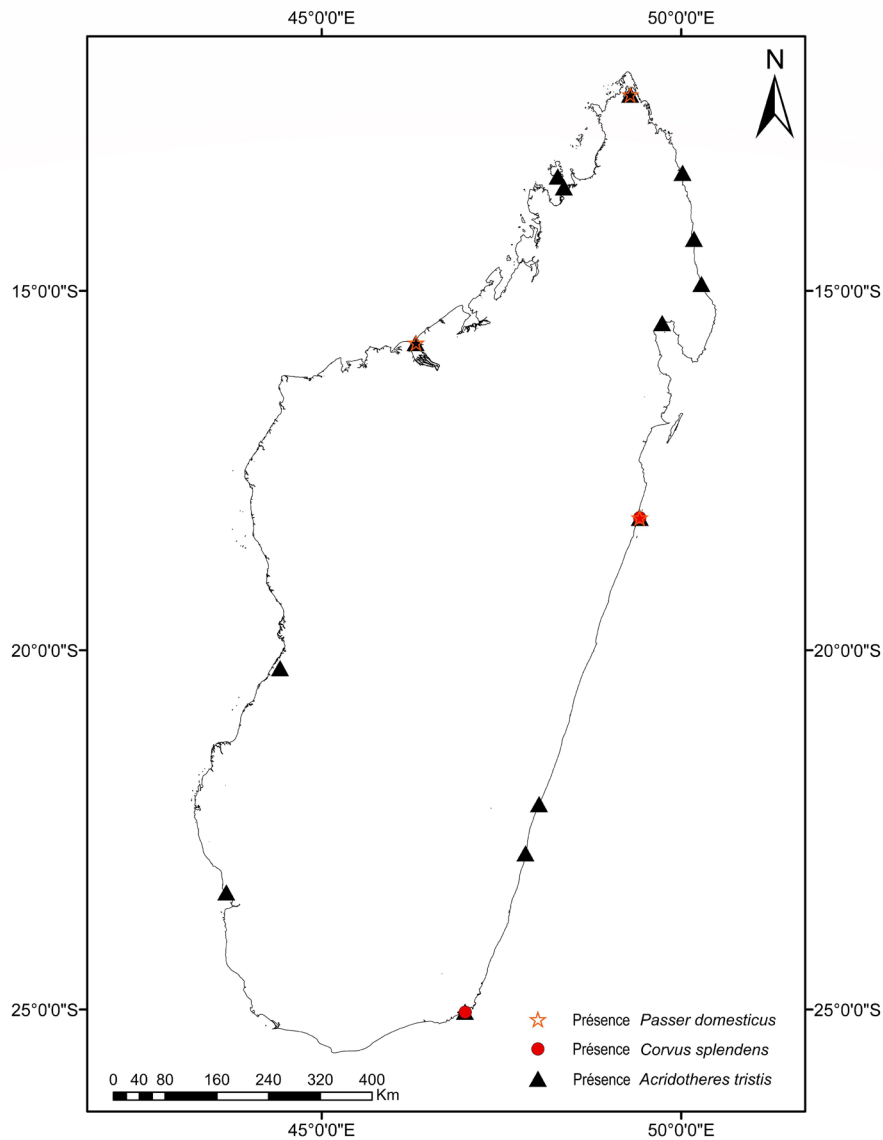 45°0'0"E 50°0'0"E
N
15°0'0"S 15°0'0"S
20°0'0"S 20°0'0"S
25°0'0"S 25°0'0"S
Présence Passer domesticus
Présence Corvus splendens
Présence Acridotheres tristis
0 40 80 160 240 320 400
Km
45°0'0"E 50°0'0"E